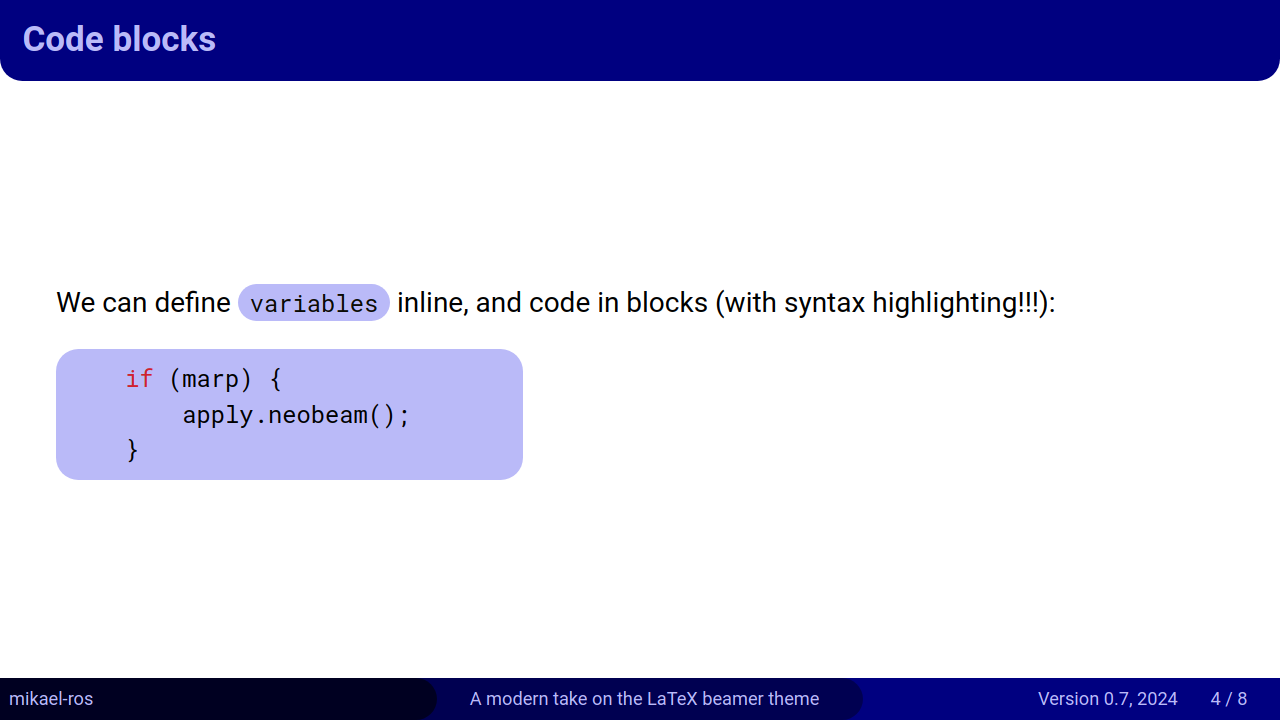 Code blocks
We can define variables inline, and code in blocks (with syntax highlighting!!!):
if (marp) {
    apply.neobeam();
}
mikael-ros
A modern take on the LaTeX beamer theme
Version 0.7, 2024
4 / 8